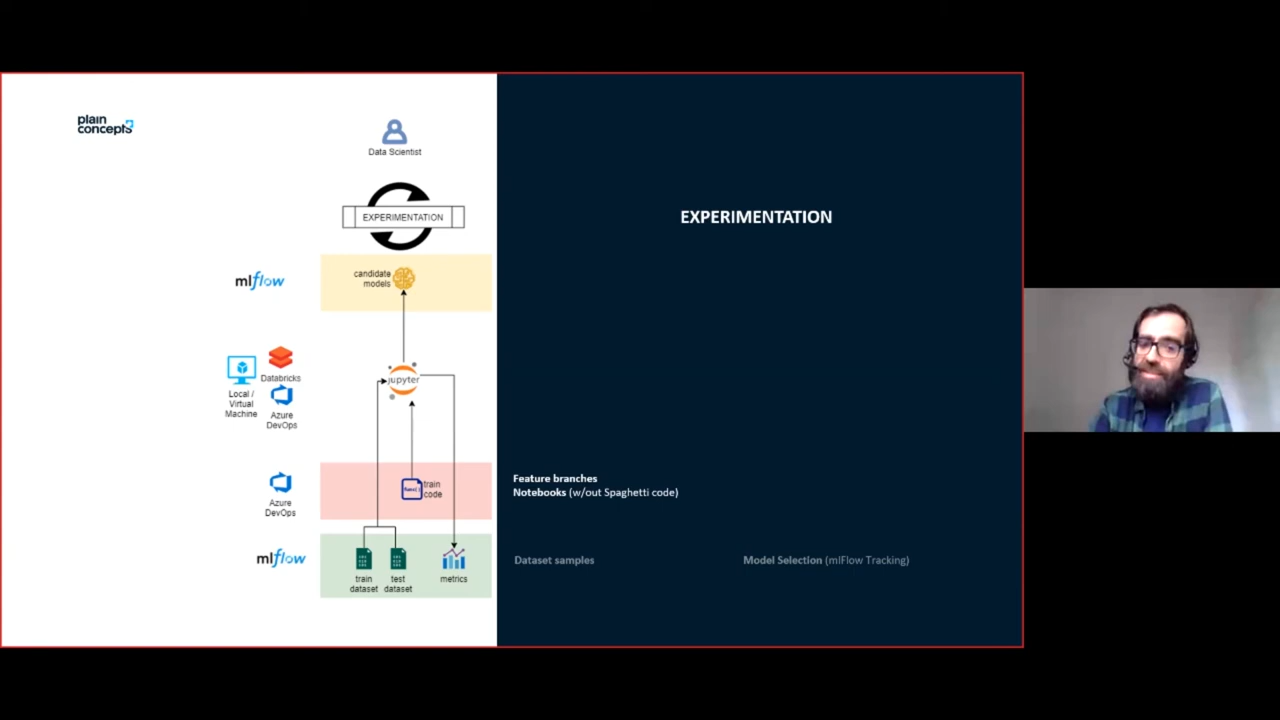 plain
concepts
Data Scientist
EXPERIMENTATION
EXPERIMENTATION
mlflow
candidate
models
jupyter
Databricks
Local /
Virtual
Machine
Azure
DevOps
train
code
Azure
DevOps
Feature branches
Notebooks (w/out Spaghetti code)
mlflow
train
dataset
test
dataset
metrics
Dataset samples
Model Selection (mlFlow Tracking)